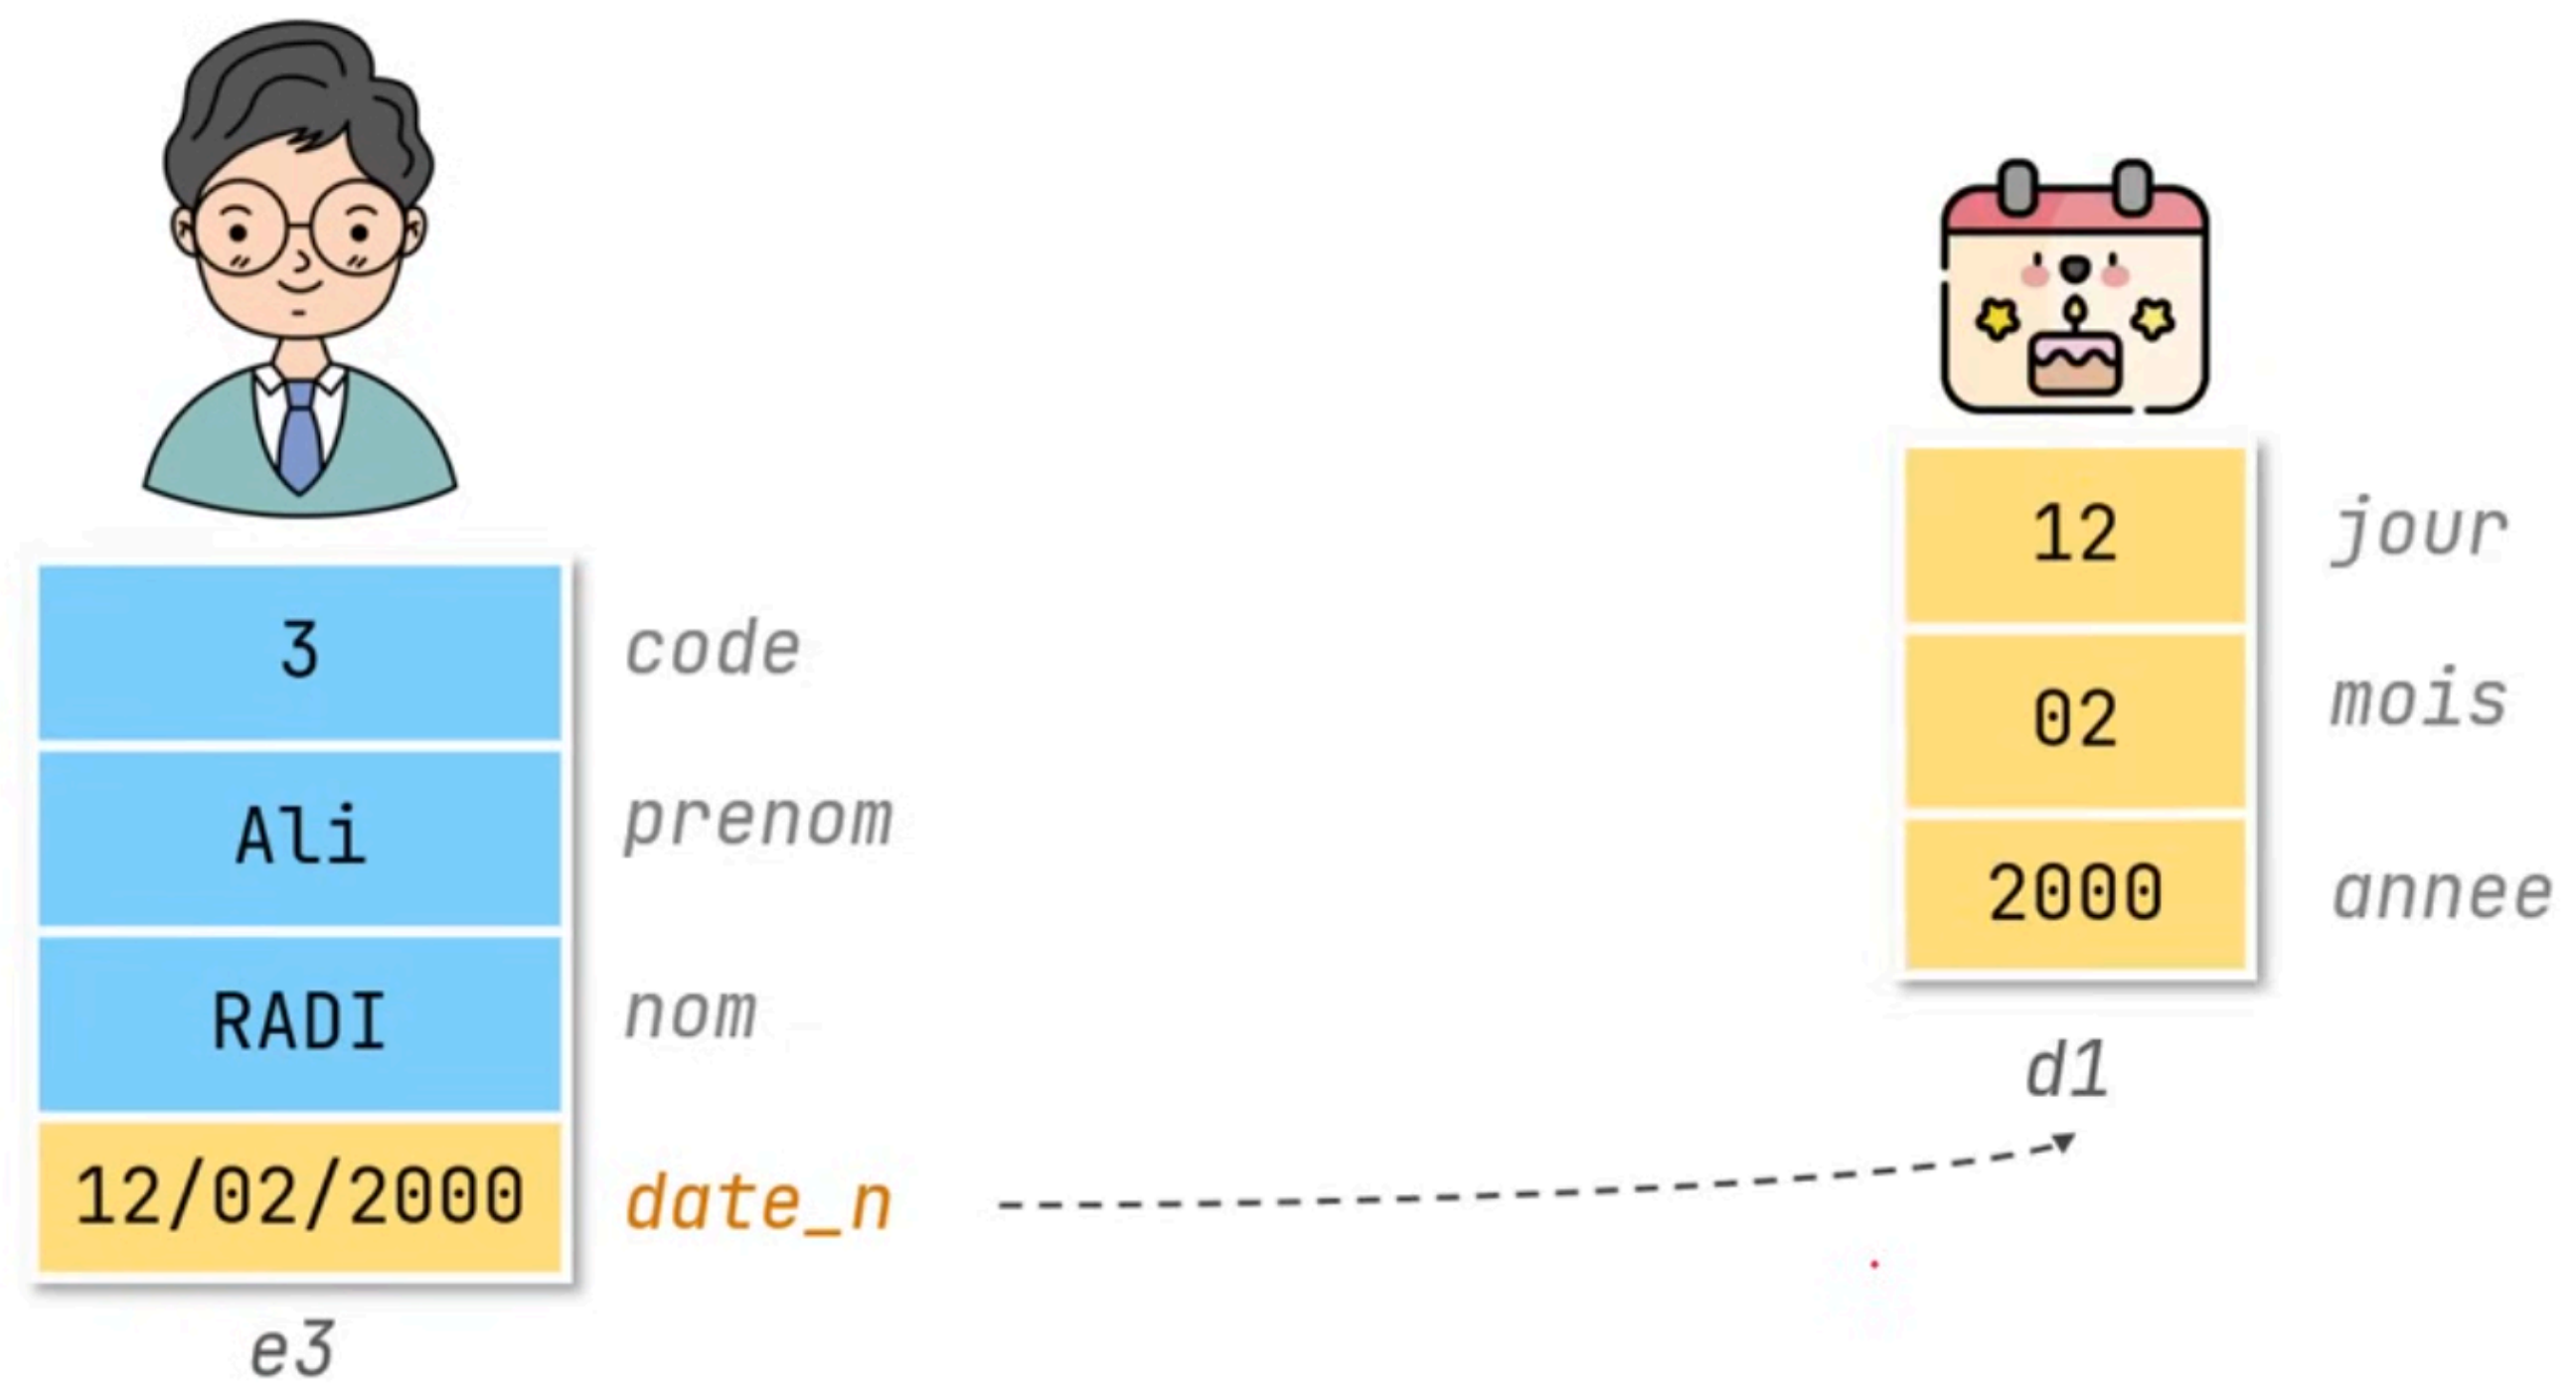 3 code
Ali prenom
RADI nom
12/02/2000 date_n
e3
12 jour
02 mois
2000 annee
d1